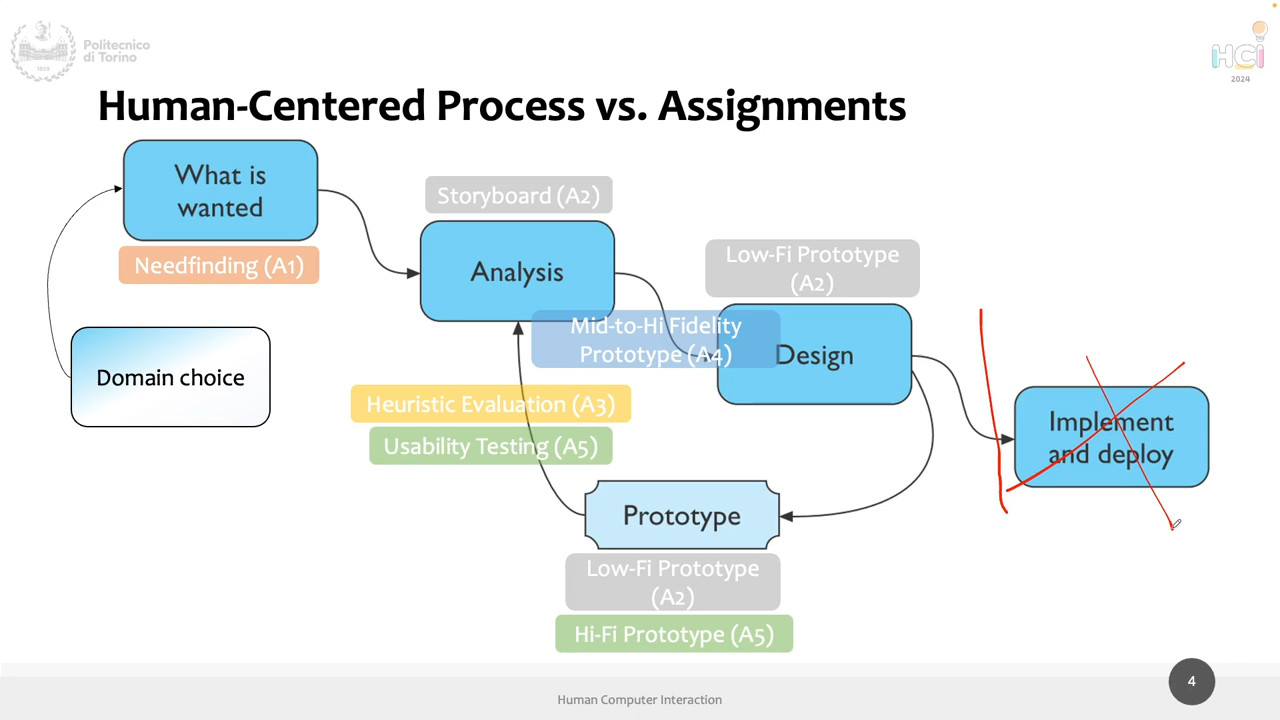 Politecnico
di Torino
1859
HCI
2024
Human-Centered Process vs. Assignments
What is
wanted
Needfinding (A1)
Domain choice
Storyboard (A2)
Analysis
Low-Fi Prototype
(A2)
Mid-to-Hi Fidelity
Prototype (A4)
Design
Heuristic Evaluation (A3)
Usability Testing (A5)
Implement
and deploy
Prototype
Low-Fi Prototype
(A2)
Hi-Fi Prototype (A5)
Human Computer Interaction
4